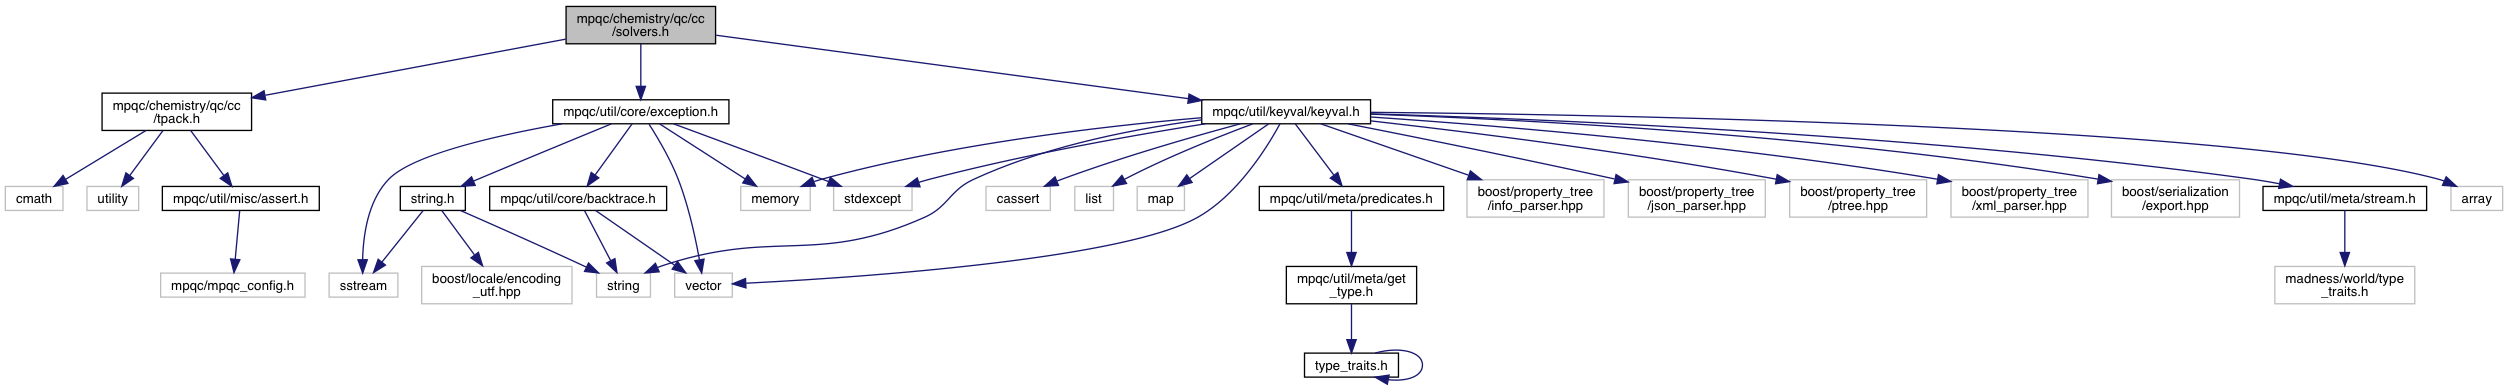 mpqc/chemistry/qc/cc
/solvers.h
mpqc/chemistry/qc/cc
/tpack.h
mpqc/util/core/exception.h
mpqc/util/keyval/keyval.h
cmath
utility
mpqc/util/misc/assert.h
string.h
mpqc/util/core/backtrace.h
memory
stdexcept
cassert
list
map
mpqc/util/meta/predicates.h
boost/property_tree
/info_parser.hpp
boost/property_tree
/json_parser.hpp
boost/property_tree
/ptree.hpp
boost/property_tree
/xml_parser.hpp
boost/serialization
/export.hpp
mpqc/util/meta/stream.h
array
mpqc/mpqc_config.h
sstream
boost/locale/encoding
_utf.hpp
string
vector
mpqc/util/meta/get
_type.h
madness/world/type
_traits.h
type_traits.h